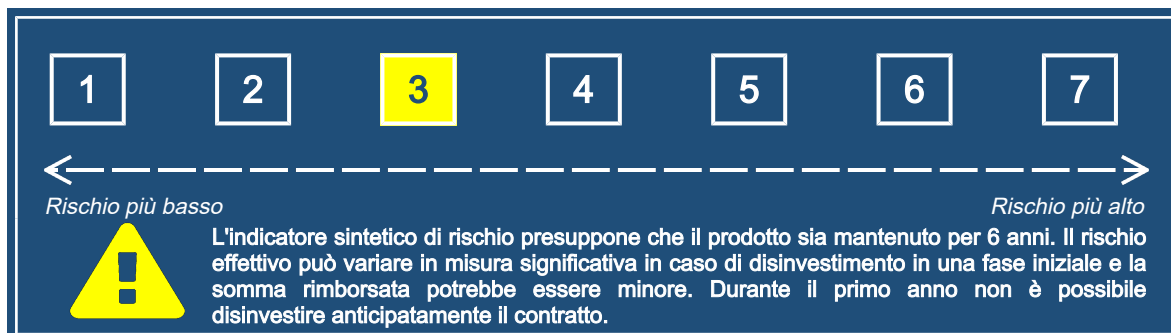 1 2 3 4 5 6 7
Rischio più basso Rischio più alto
L'indicatore sintetico di rischio presuppone che il prodotto sia mantenuto per 6 anni. Il rischio
effettivo può variare in misura significativa in caso di disinvestimento in una fase iniziale e la
somma rimborsata potrebbe essere minore. Durante il primo anno non è possibile
disinvestire anticipatamente il contratto.